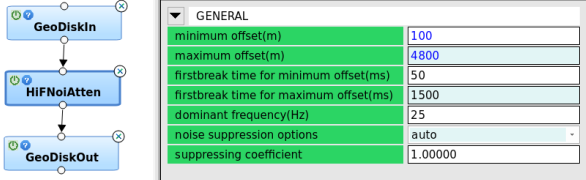 GeoDiskIn
HiFNoiAtten
GeoDiskOut
GENERAL
minimum offset(m) 100
maximum offset(m) 4800
firstbreak time for minimum offset(ms) 50
firstbreak time for maximum offset(ms) 1500
dominant frequency(Hz) 25
noise suppression options auto
suppressing coefficient 1.00000